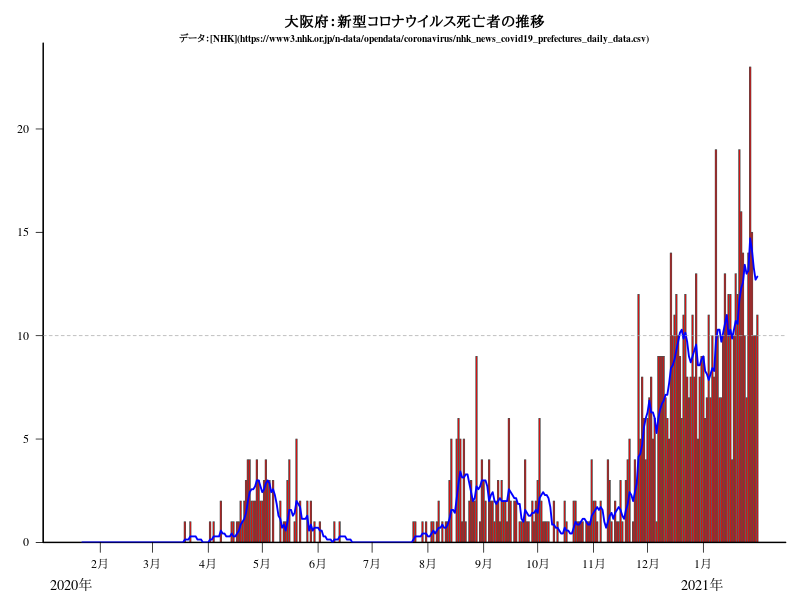 大阪府：新型コロナウイルス死亡者の推移
データ：[NHK](https://www3.nhk.or.jp/n-data/opendata/coronavirus/nhk_news_covid19_prefectures_daily_data.csv)
20
15
10
5
0
2月 3月 4月 5月 6月 7月 8月 9月 10月 11月 12月 1月
2020年 2021年